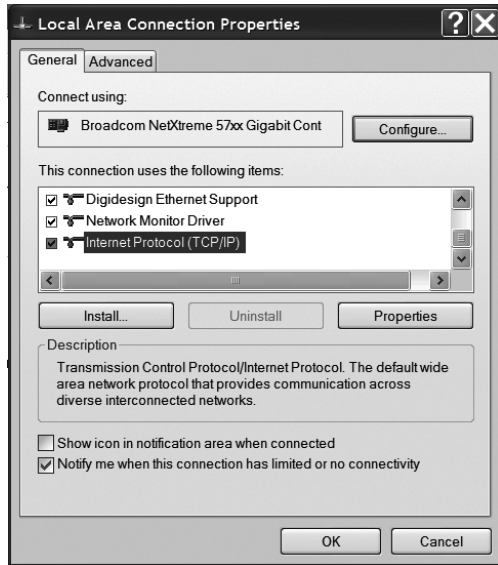 Local Area Connection Properties
General Advanced
Connect using:
Broadcom NetXtreme 57xx Gigabit Cont
Configure...
This connection uses the following items:
Digidesign Ethernet Support
Network Monitor Driver
Internet Protocol (TCP/IP)
Install... Uninstall Properties
Description
Transmission Control Protocol/Internet Protocol. The default wide
area network protocol that provides communication across
diverse interconnected networks.
Show icon in notification area when connected
Notify me when this connection has limited or no connectivity
OK Cancel